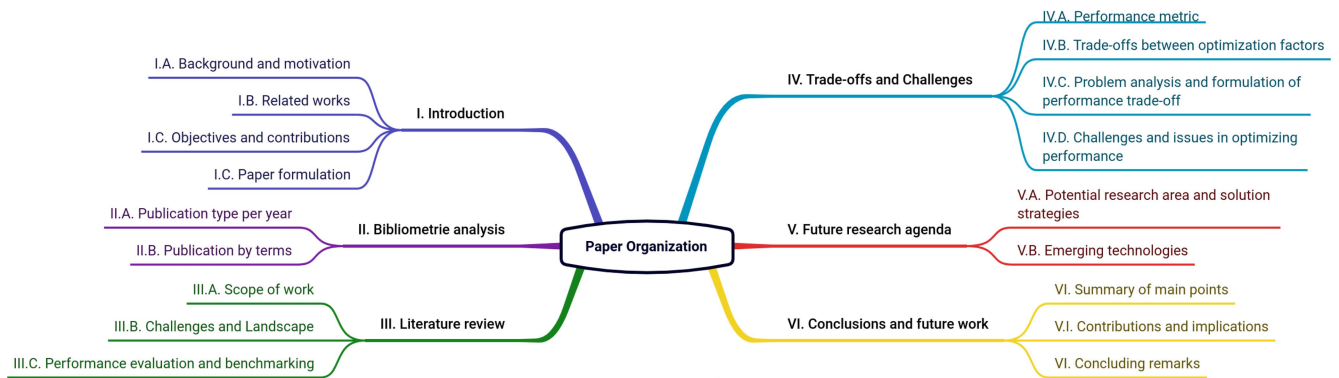 Paper Organization
I. Introduction
I.A. Background and motivation
I.B. Related works
I.C. Objectives and contributions
I.C. Paper formulation
II. Bibliometrie analysis
II.A. Publication type per year
II.B. Publication by terms
III. Literature review
III.A. Scope of work
III.B. Challenges and Landscape
III.C. Performance evaluation and benchmarking
IV. Trade-offs and Challenges
IV.A. Performance metric
IV.B. Trade-offs between optimization factors
IV.C. Problem analysis and formulation of
performance trade-off
IV.D. Challenges and issues in optimizing
performance
V. Future research agenda
V.A. Potential research area and solution
strategies
V.B. Emerging technologies
VI. Conclusions and future work
VI. Summary of main points
V.I. Contributions and implications
VI. Concluding remarks